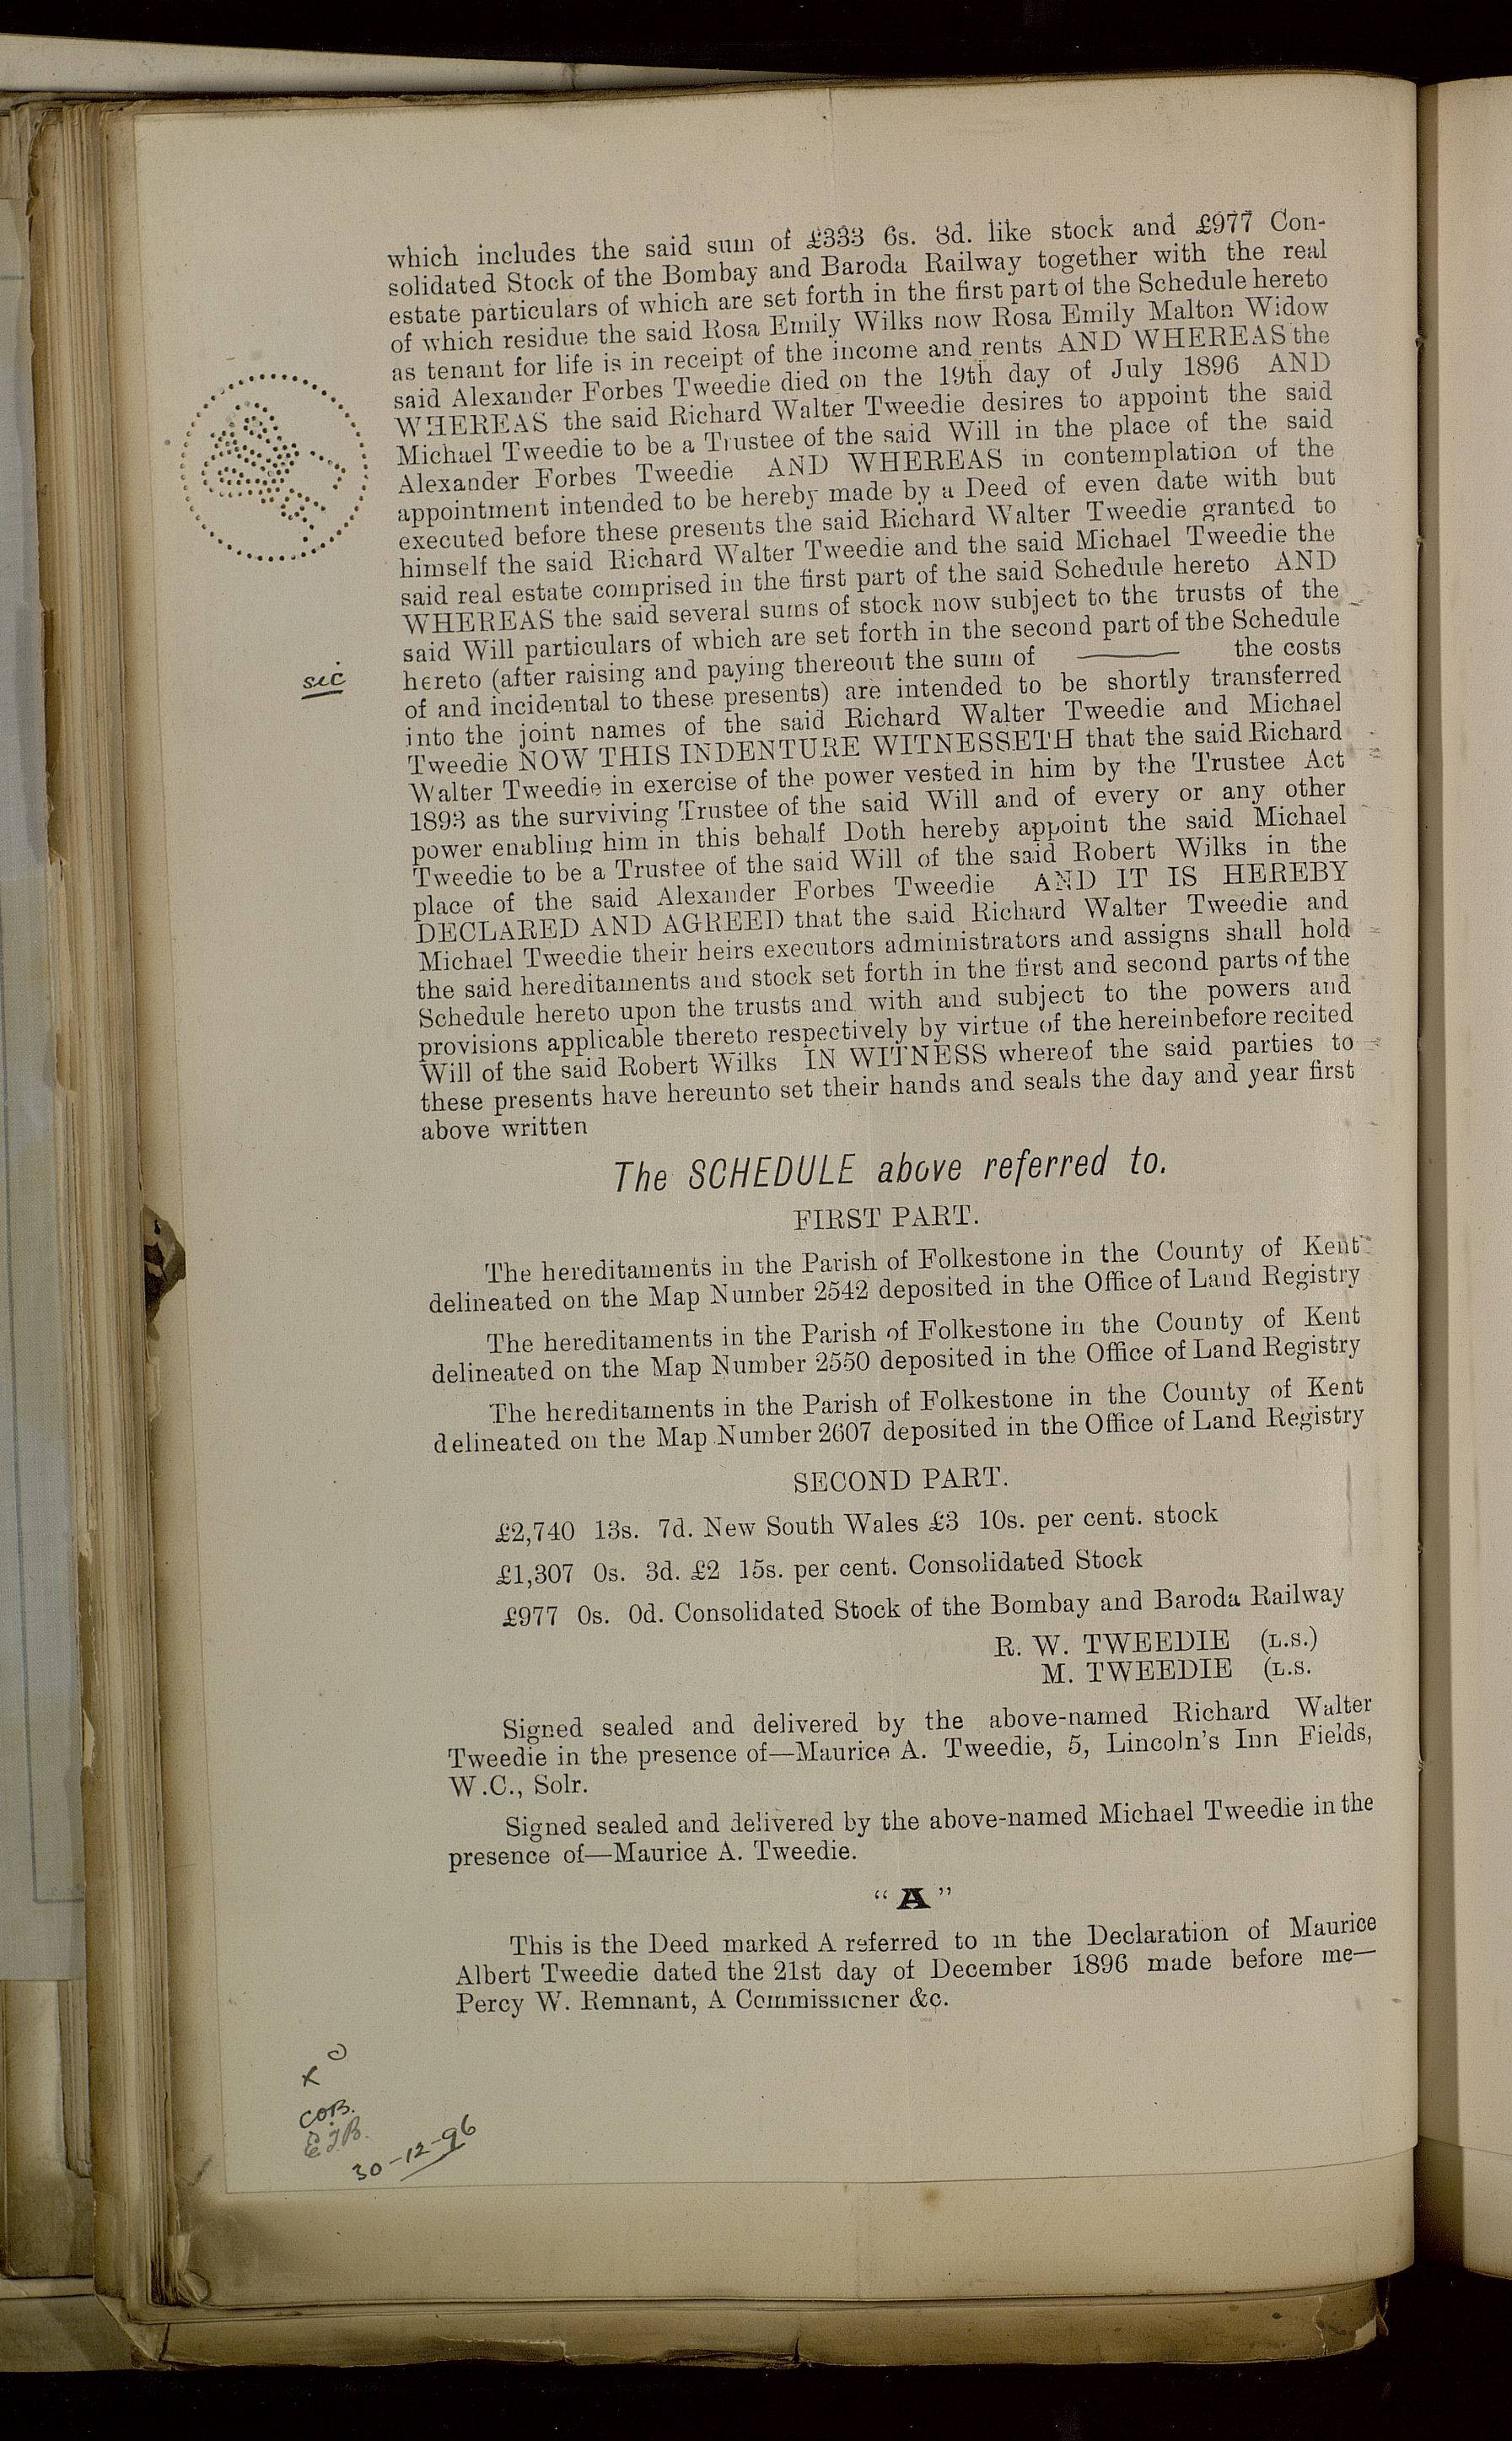 which includes the said sum of £333 6s. 8d. like stock and £977 Con-
solidated Stock of the Bombay and Baroda Railway together with the real
estate particulars of which are set forth in the first part of the Schedule hereto
of which residue the said Rosa Emily Wilks now Rosa Emily Malton Widow
as tenant for life is in receipt of the income and rents AND WHEREAS the
said Alexander Forbes Tweedie died on the 19th day of July 1896 AND
WHEREAS the said Richard Walter Tweedie desires to appoint the said
Michael Tweedie to be a Trustee of the said Will in the place of the said
Alexander Forbes Tweedie AND WHEREAS in contemplation of the
appointment intended to be hereby made by a Deed of even date with but
executed before these presents the said Richard Walter Tweedie granted to
himself the said Richard Walter Tweedie and the said Michael Tweedie the
said real estate comprised in the first part of the said Schedule hereto AND
WHEREAS the said several sums of stock now subject to the trusts of the
said Will particulars of which are set forth in the second part of the Schedule
sic hereto (after raising and paying thereout the sum of ——— the costs
of and incidental to these presents) are intended to be shortly transferred
into the joint names of the said Richard Walter Tweedie and Michael
Tweedie NOW THIS INDENTURE WITNESSETH that the said Richard
Walter Tweedie in exercise of the power vested in him by the Trustee Act
1893 as the surviving Trustee of the said Will and of every or any other
power enabling him in this behalf Doth hereby appoint the said Michael
Tweedie to be a Trustee of the said Will of the said Robert Wilks in the
place of the said Alexander Forbes Tweedie AND IT IS HEREBY
DECLARED AND AGREED that the said Richard Walter Tweedie and
Michael Tweedie their heirs executors administrators and assigns shall hold
the said hereditaments and stock set forth in the first and second parts of the
Schedule hereto upon the trusts and with and subject to the powers and
provisions applicable thereto respectively by virtue of the hereinbefore recited
Will of the said Robert Wilks IN WITNESS whereof the said parties to
these presents have hereunto set their hands and seals the day and year first
above written
The SCHEDULE above referred to.
FIRST PART.
The hereditaments in the Parish of Folkestone in the County of Kent
delineated on the Map Number 2542 deposited in the Office of Land Registry
The hereditaments in the Parish of Folkestone in the County of Kent
delineated on the Map Number 2550 deposited in the Office of Land Registry
The hereditaments in the Parish of Folkestone in the County of Kent
delineated on the Map Number 2607 deposited in the Office of Land Registry
SECOND PART.
£2,740 13s. 7d. New South Wales £3 10s. per cent. stock
£1,307 0s. 3d. £2 15s. per cent. Consolidated Stock
£977 0s. 0d. Consolidated Stock of the Bombay and Baroda Railway
R. W. TWEEDIE (L.S.)
M. TWEEDIE (L.S.
Signed sealed and delivered by the above-named Richard Walter
Tweedie in the presence of—Maurice A. Tweedie, 5, Lincoln's Inn Fields,
W.C., Solr.
Signed sealed and delivered by the above-named Michael Tweedie in the
presence of—Maurice A. Tweedie.
“A”
This is the Deed marked A referred to in the Declaration of Maurice
Albert Tweedie dated the 21st day of December 1896 made before me—
Percy W. Remnant, A Commissioner &c.
COB.
EJB.
30-12-96